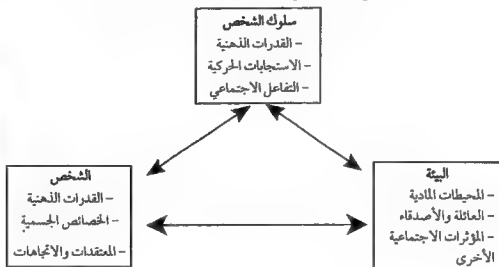 سلوك الشخص
– القدرات الذهنية
– الاستجابات الحركية
– التفاعل الاجتماعي
الشخص
– القدرات الذهنية
– الخصائص الجسمية
– المعتقدات والاتجاهات
البيئة
– المحيطات المادية
– العائلة والأصدقاء
– المؤثرات الاجتماعية
الأخرى